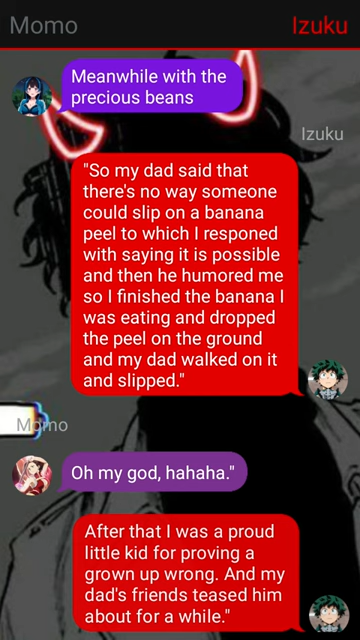 Momo Izuku
Meanwhile with the
precious beans
Izuku
"So my dad said that
there's no way someone
could slip on a banana
peel to which I responed
with saying it is possible
and then he humored me
so I finished the banana I
was eating and dropped
the peel on the ground
and my dad walked on it
and slipped."
Momo
Oh my god, hahaha."
After that I was a proud
little kid for proving a
grown up wrong. And my
dad's friends teased him
about for a while."